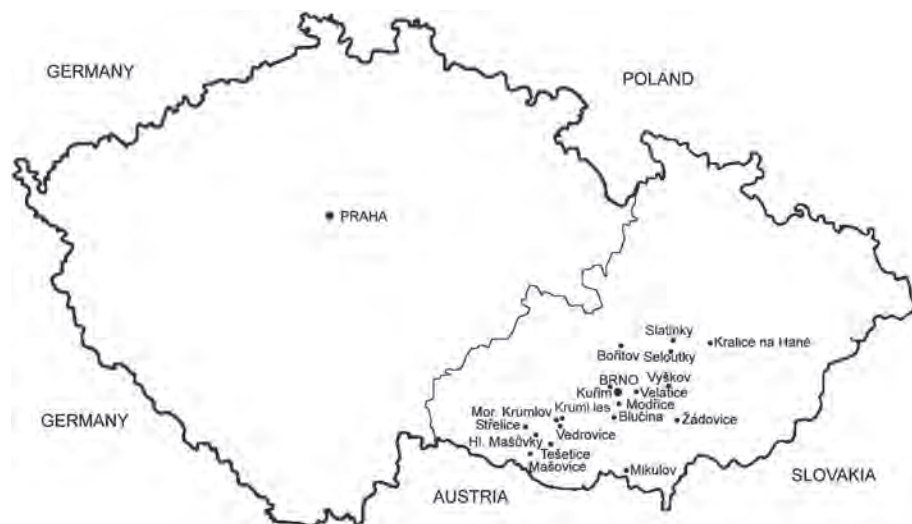 GERMANY
POLAND
PRAHA
Slatinky
Kralice na Hané
Bořitov
Seloutky
Vyškov
BRNO
Kuřim
Velatice
Modřice
Kruml.les
Mor. Krumlov
Blučina
Žádovice
Střelice
Vedrovice
Hl. Mašůvky
Těšetice
Mašovice
Mikulov
GERMANY
AUSTRIA
SLOVAKIA